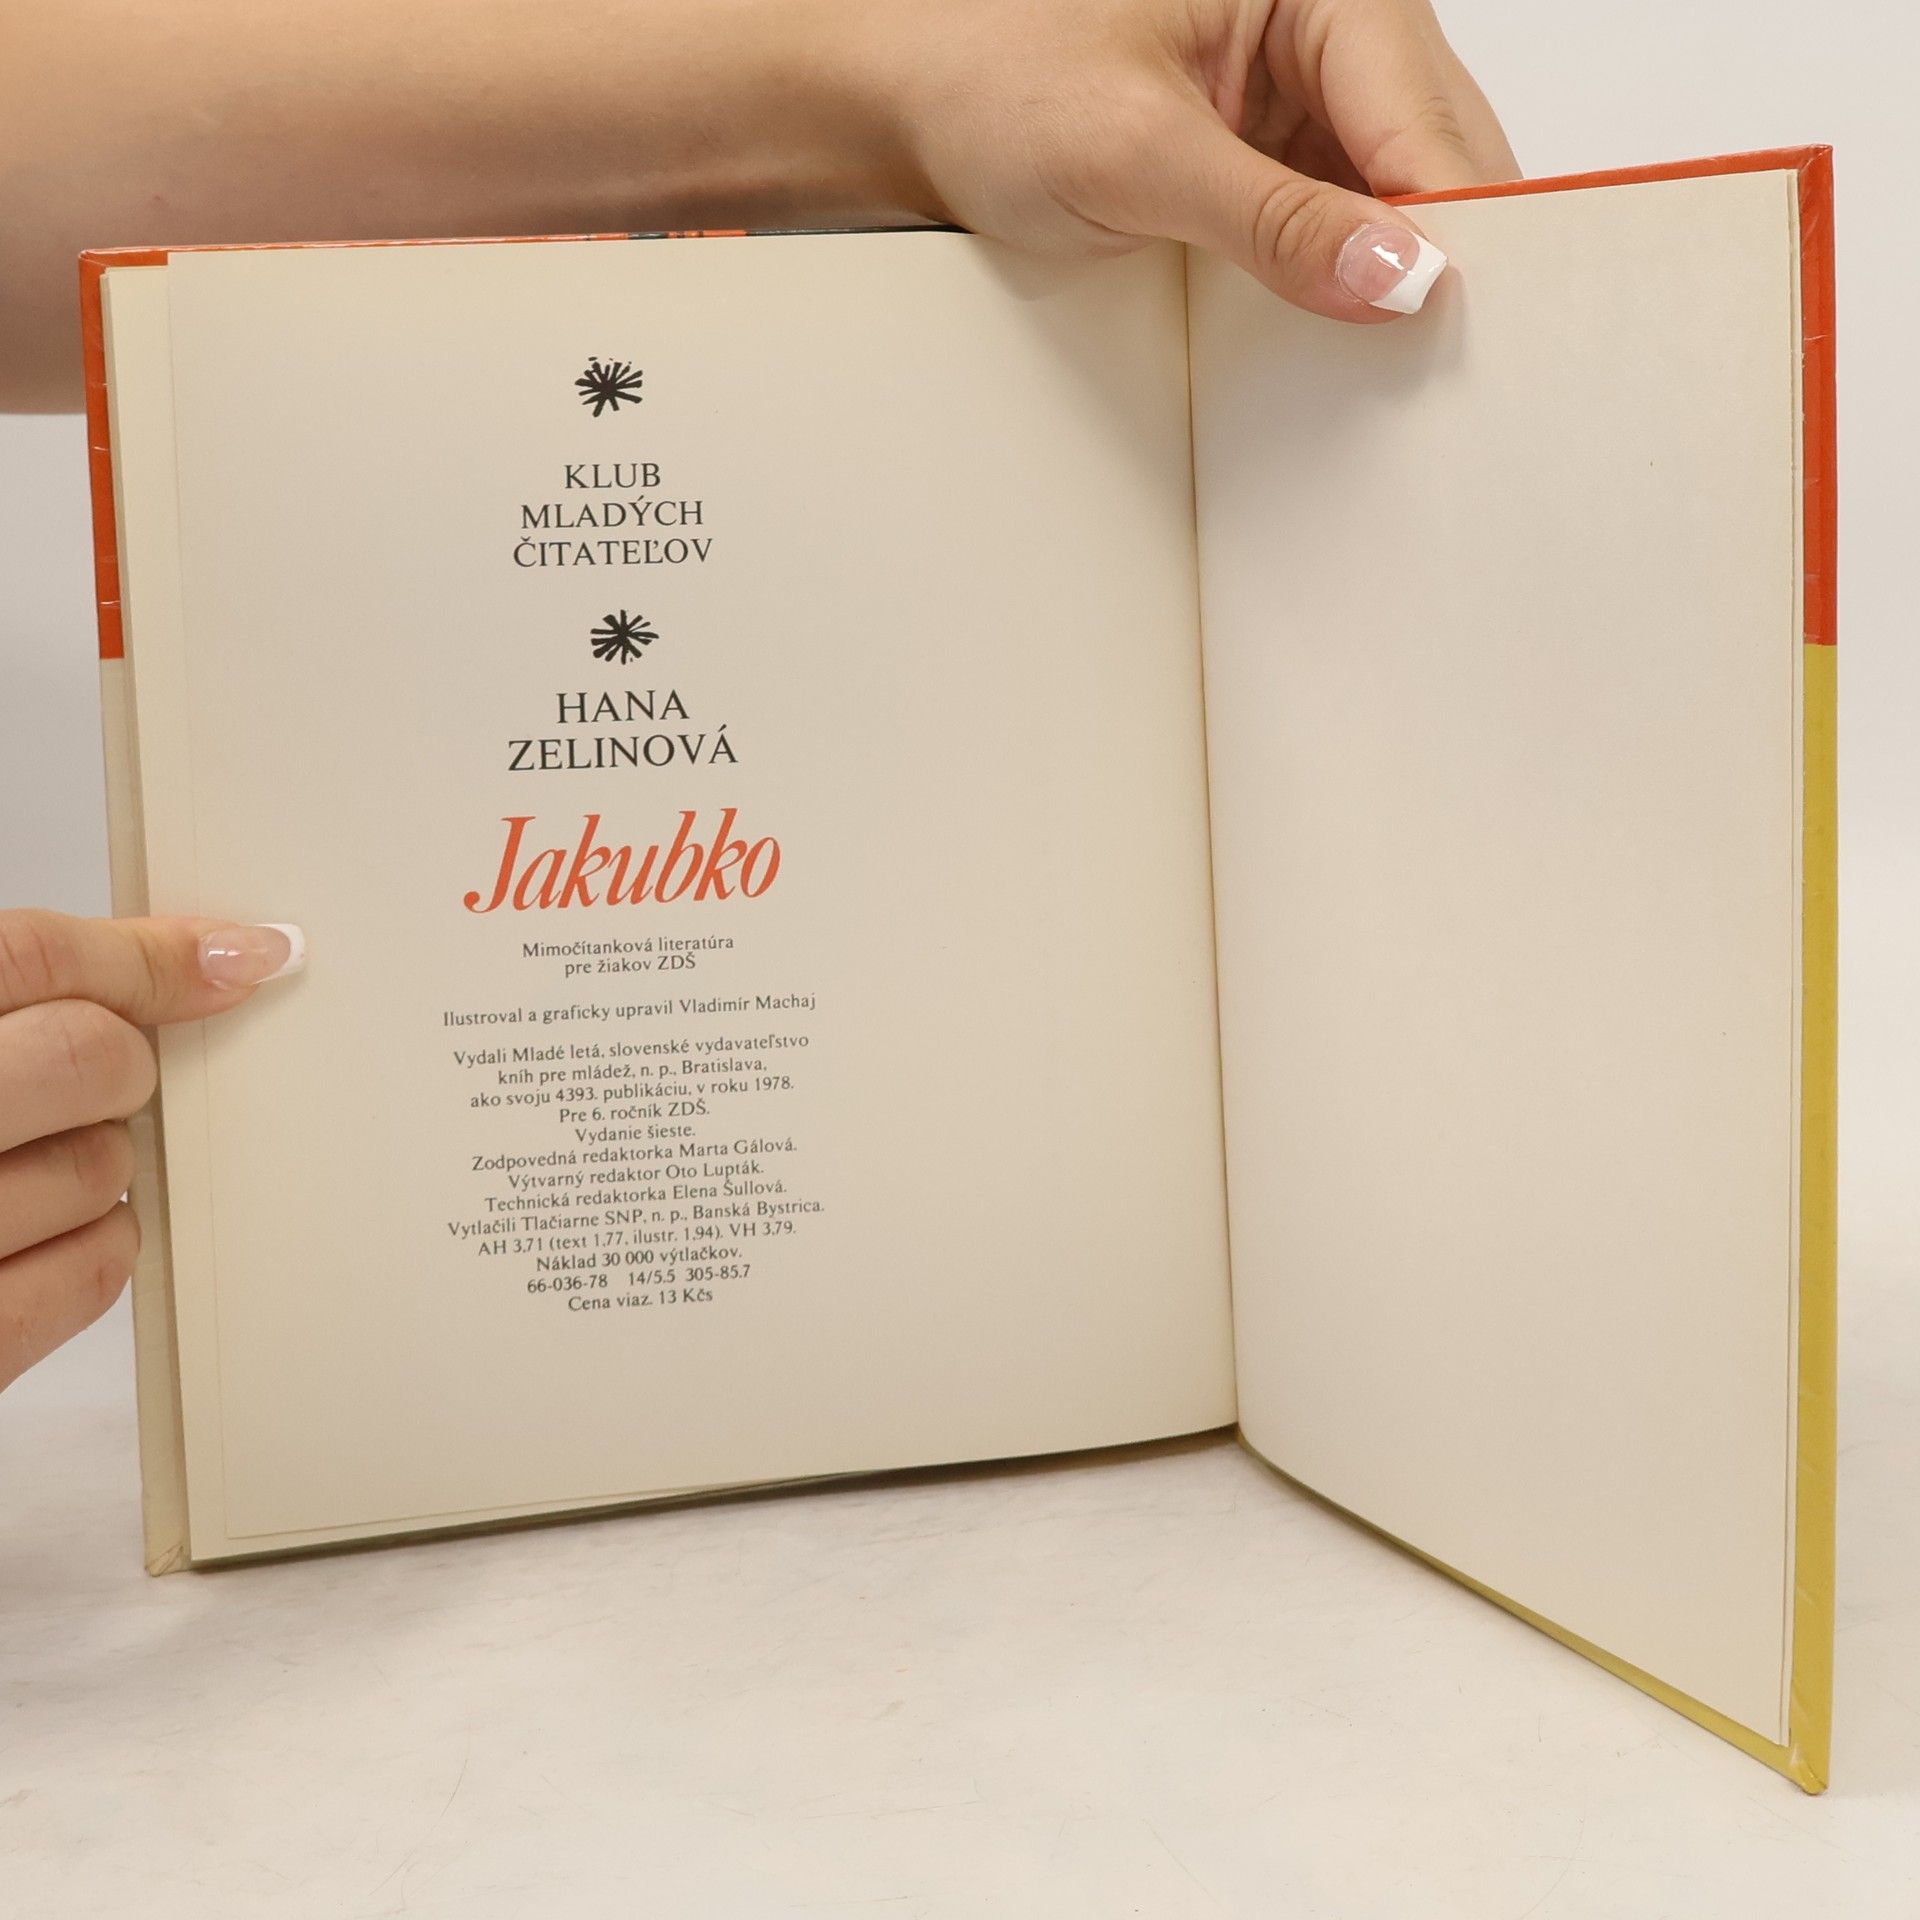 KLUB
MLADÝCH
ČITATEĽOV
HANA
ZELINOVÁ
Jakubko
Mimočítanková literatúra
pre žiakov ZDŠ
Ilustroval a graficky upravil Vladimír Machaj
Vydali Mladé letá, slovenské vydavateľstvo
kníh pre mládež, n. p., Bratislava,
ako svoju 4393. publikáciu, v roku 1978.
Pre 6. ročník ZDŠ.
Vydanie šieste.
Zodpovedná redaktorka Marta Gálová.
Výtvarný redaktor Oto Lupták.
Technická redaktorka Elena Šullová.
Vytlačili Tlačiarne SNP, n. p., Banská Bystrica.
AH 3,71 (text 1,77, ilustr. 1,94). VH 3,79.
Náklad 30 000 výtlačkov.
66-036-78 14/5.5 305-85.7
Cena viaz. 13 Kčs